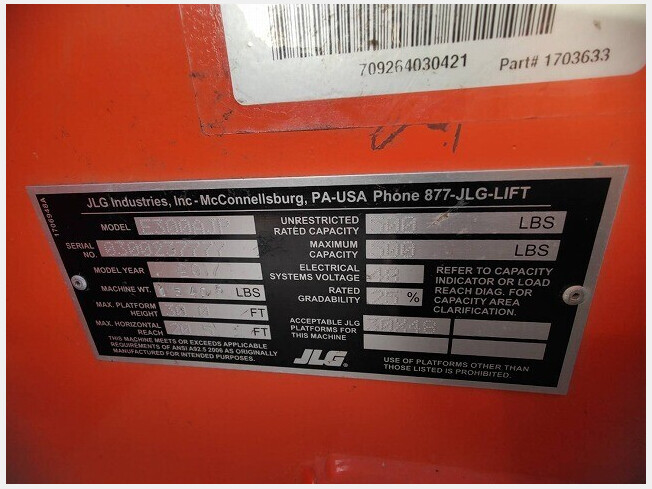 709264030421 Part# 1703633
1706948A
JLG Industries, Inc - McConnellsburg, PA-USA Phone 877-JLG-LIFT
MODEL
SERIAL NO.
MODEL YEAR
MACHINE WT. LBS
MAX. PLATFORM HEIGHT FT
MAX. HORIZONTAL REACH FT
THIS MACHINE MEETS OR EXCEEDS APPLICABLE
REQUIREMENTS OF ANSI A92.5 2006 AS ORIGINALLY
MANUFACTURED FOR INTENDED PURPOSES.
UNRESTRICTED
RATED CAPACITY LBS
MAXIMUM
CAPACITY LBS
ELECTRICAL
SYSTEMS VOLTAGE
RATED
GRADABILITY %
REFER TO CAPACITY
INDICATOR OR LOAD
REACH DIAG. FOR
CAPACITY AREA
CLARIFICATION.
ACCEPTABLE JLG
PLATFORMS FOR
THIS MACHINE
JLG
USE OF PLATFORMS OTHER THAN
THOSE LISTED IS PROHIBITED.